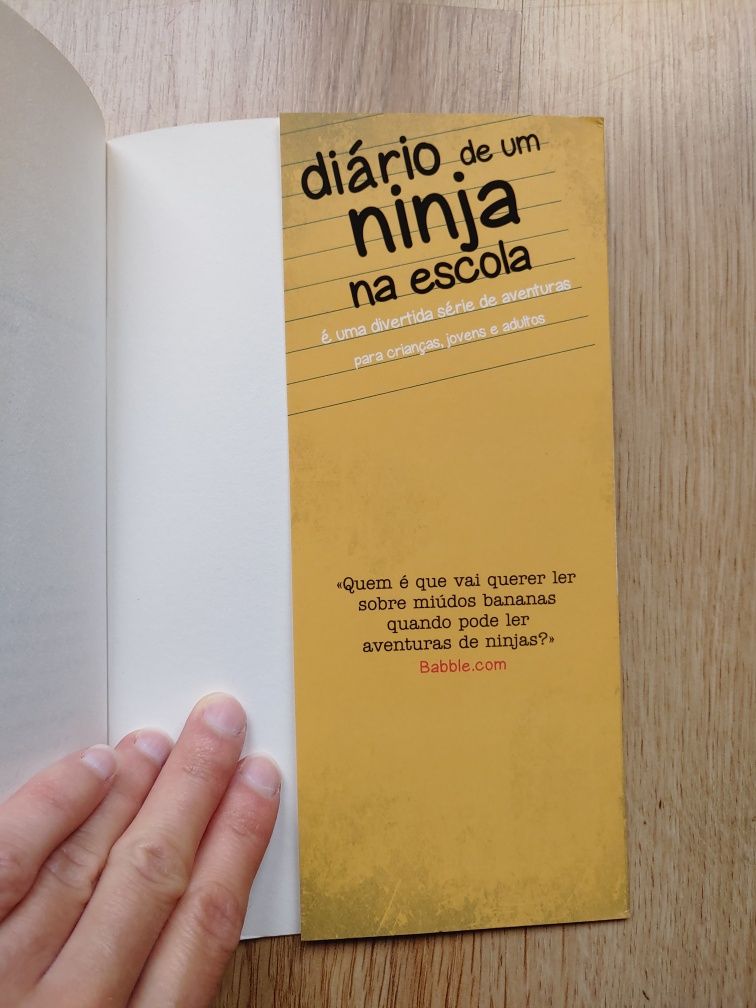 diário de um
ninja
na escola
é uma divertida série de aventuras
para crianças, jovens e adultos
«Quem é que vai querer ler
sobre miúdos bananas
quando pode ler
aventuras de ninjas?»
Babble.com